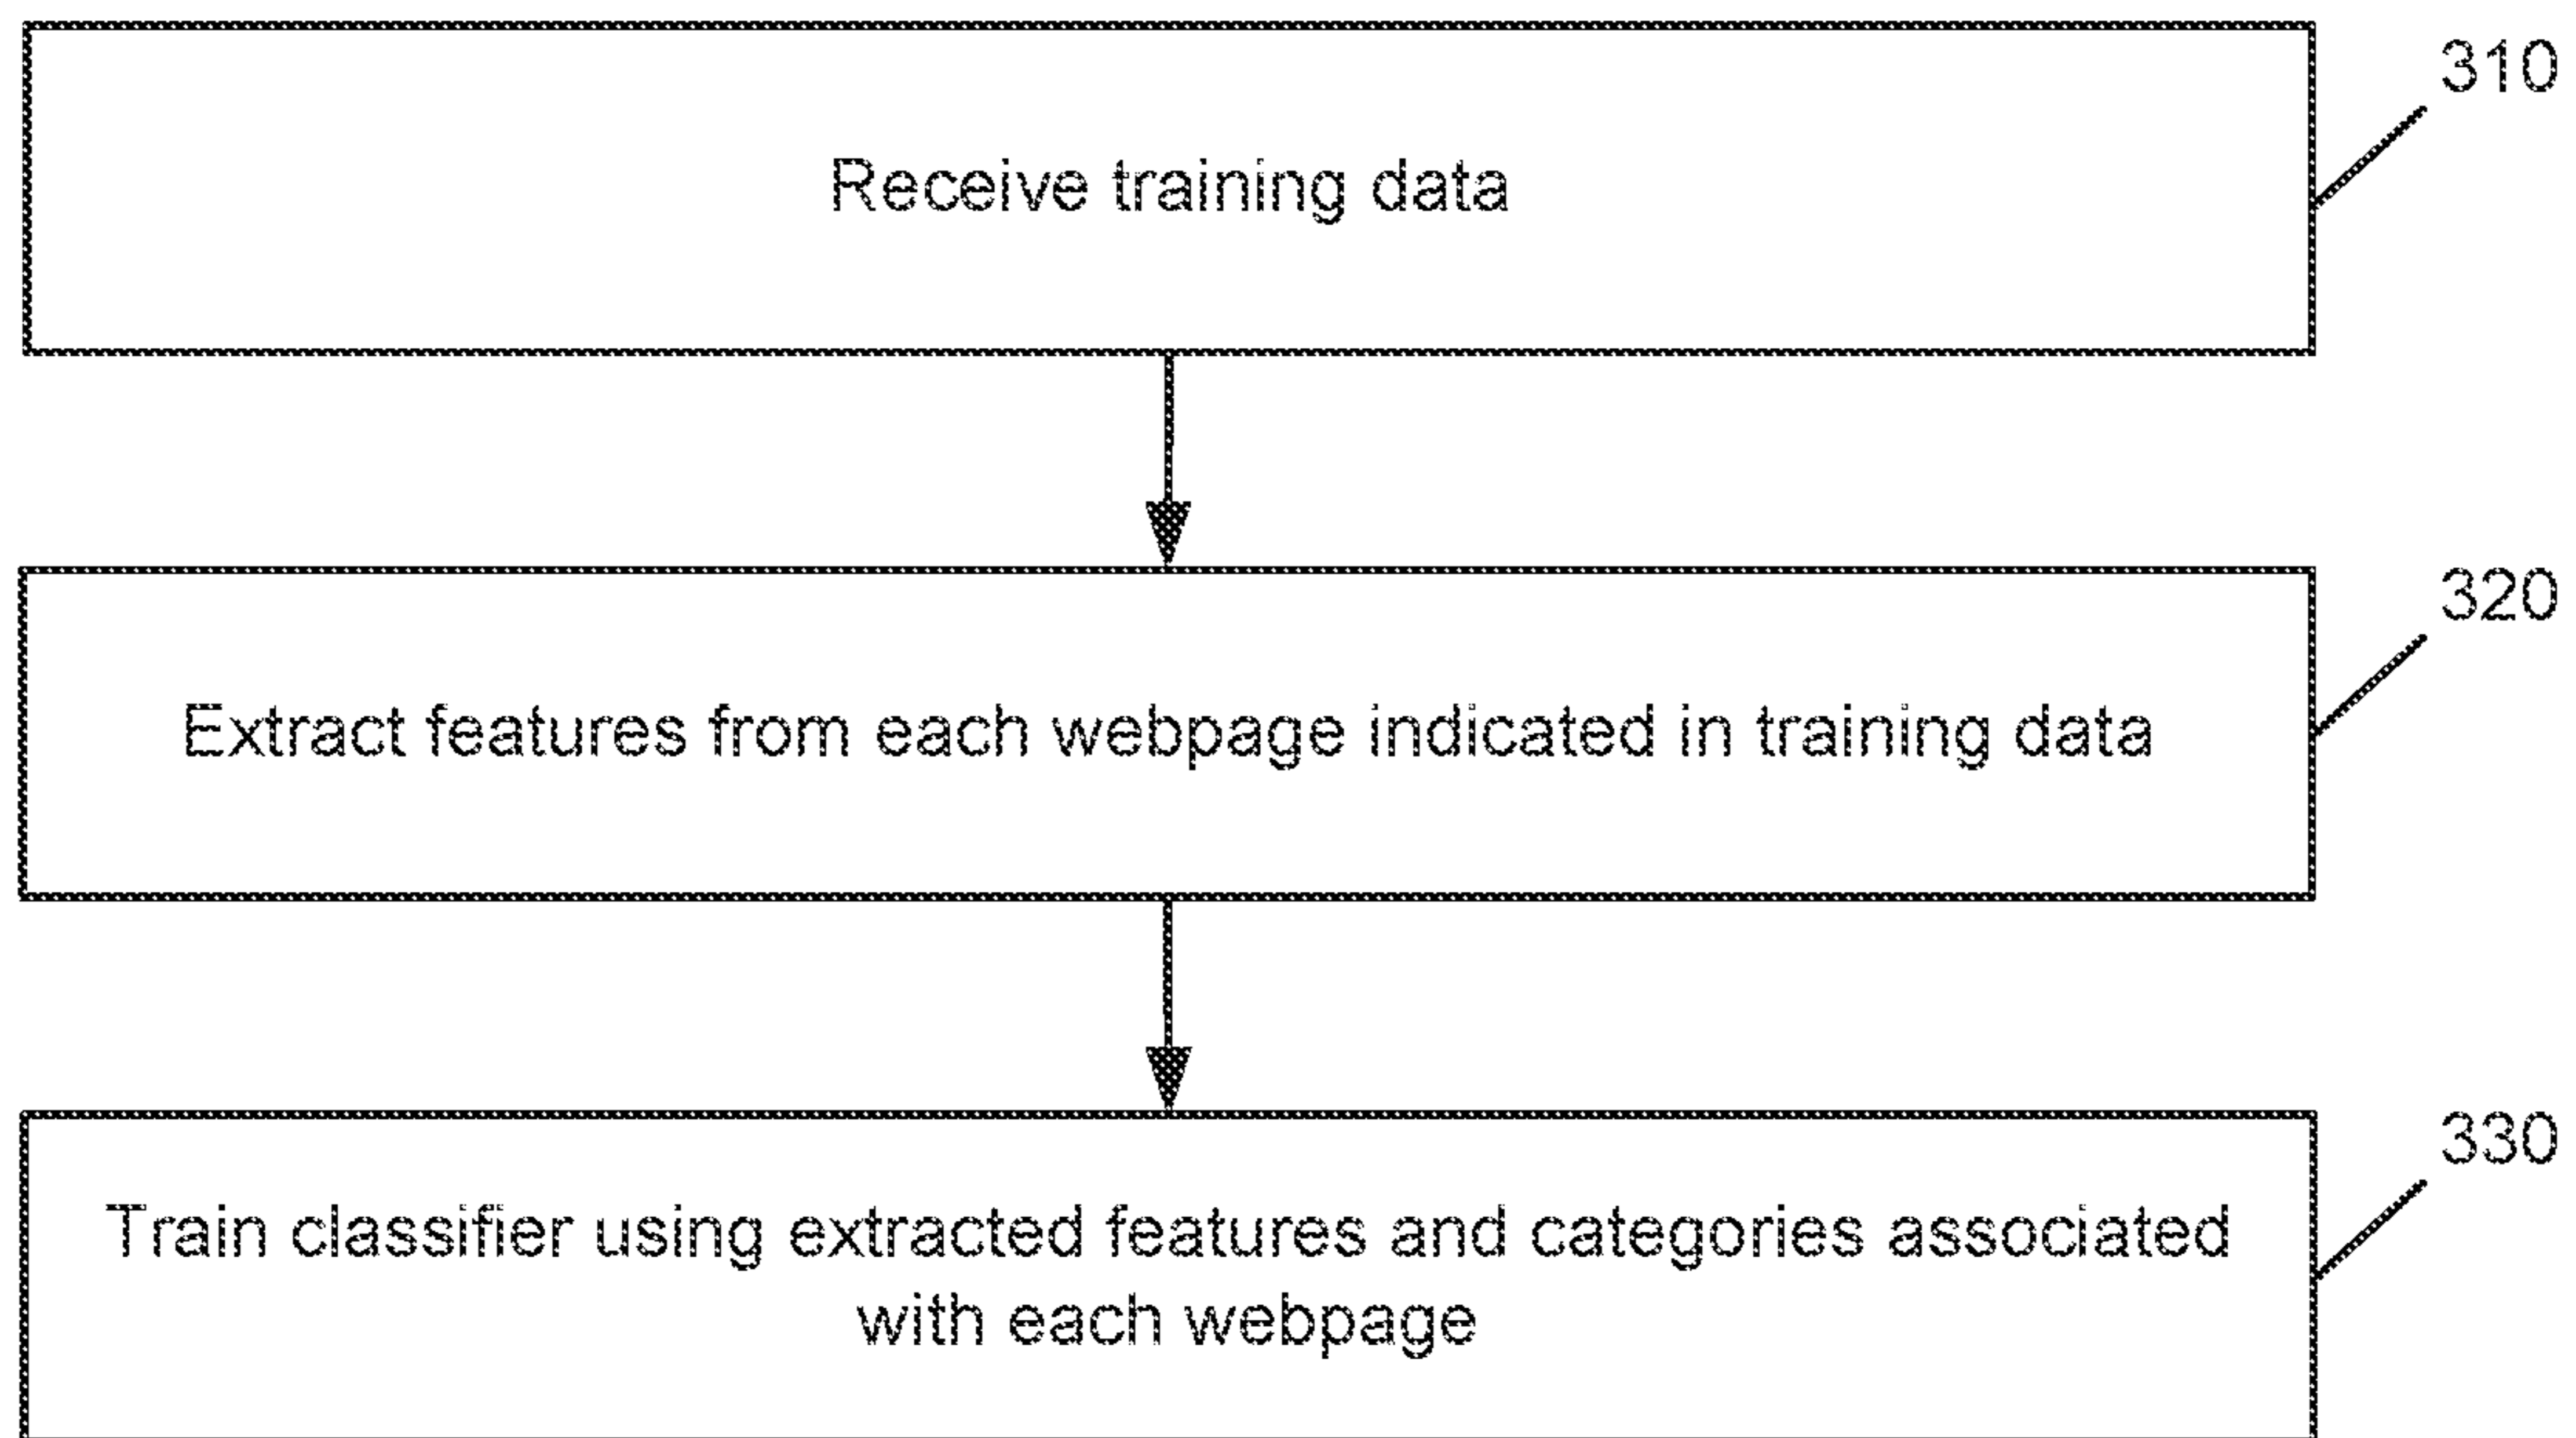 310
Receive training data
320
Extract features from each webpage indicated in training data
330
Train classifier using extracted features and categories associated
with each webpage